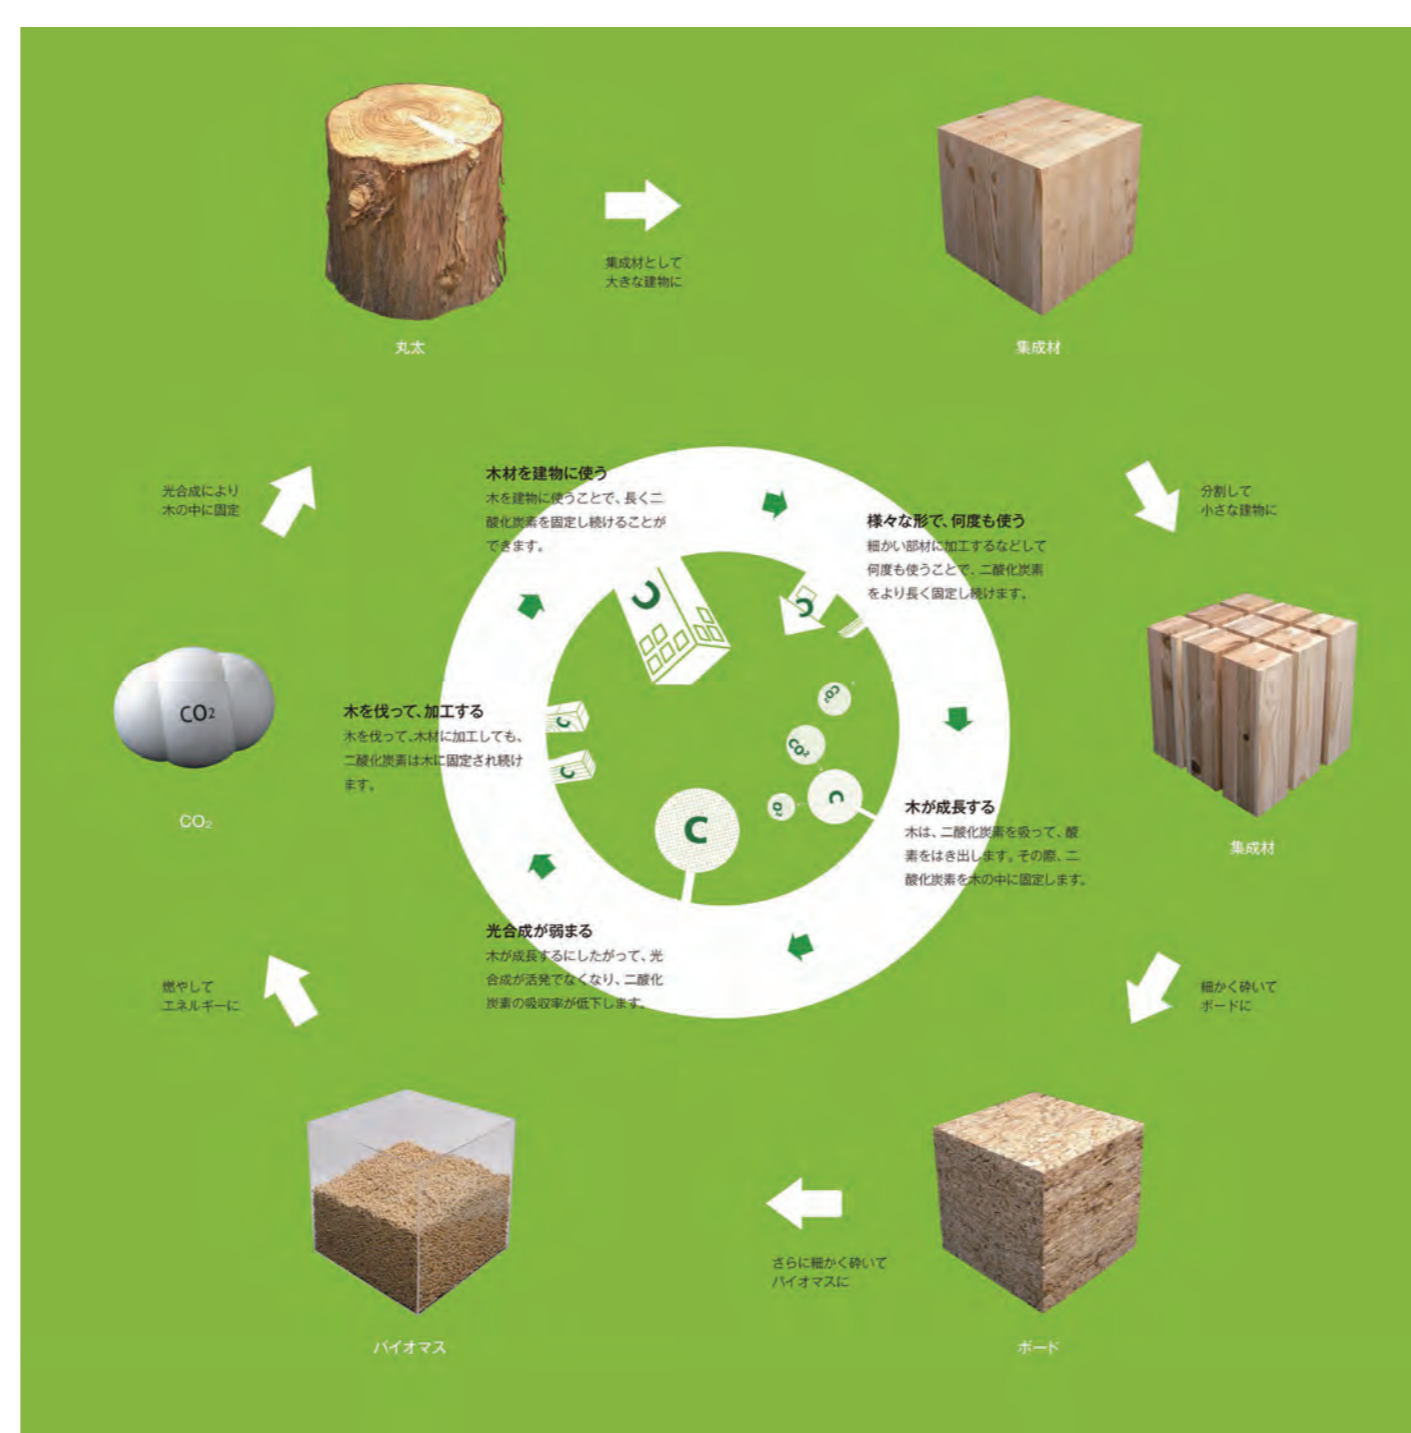 集成材として
大きな建物に
丸太
集成材
光合成により
木の中に固定
分割して
小さな建物に
木材を建物に使う
木を建物に使うことで、長く二
酸化炭素を固定し続けることが
できます。
様々な形で、何度も使う
細かい部材に加工するなどして
何度も使うことで、二酸化炭素
をより長く固定し続けます。
C
C
CO2
CO2
CO2
木を伐って、加工する
木を伐って、木材に加工しても、
二酸化炭素は木に固定され続け
ます。
C
C
C
C
O2
木が成長する
木は、二酸化炭素を吸って、酸
素をはき出します。その際、二
酸化炭素を木の中に固定します。
CO₂
集成材
光合成が弱まる
木が成長するにしたがって、光
合成が活発でなくなり、二酸化
炭素の吸収率が低下します。
燃やして
エネルギーに
細かく砕いて
ボードに
さらに細かく砕いて
バイオマスに
バイオマス
ボード